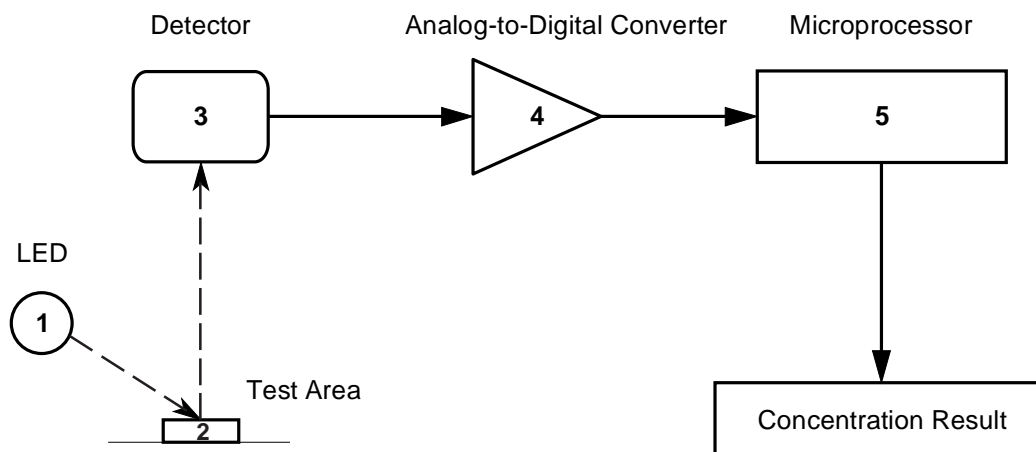 Detector
Analog-to-Digital Converter
Microprocessor
3
4
5
LED
1
Test Area
2
Concentration Result